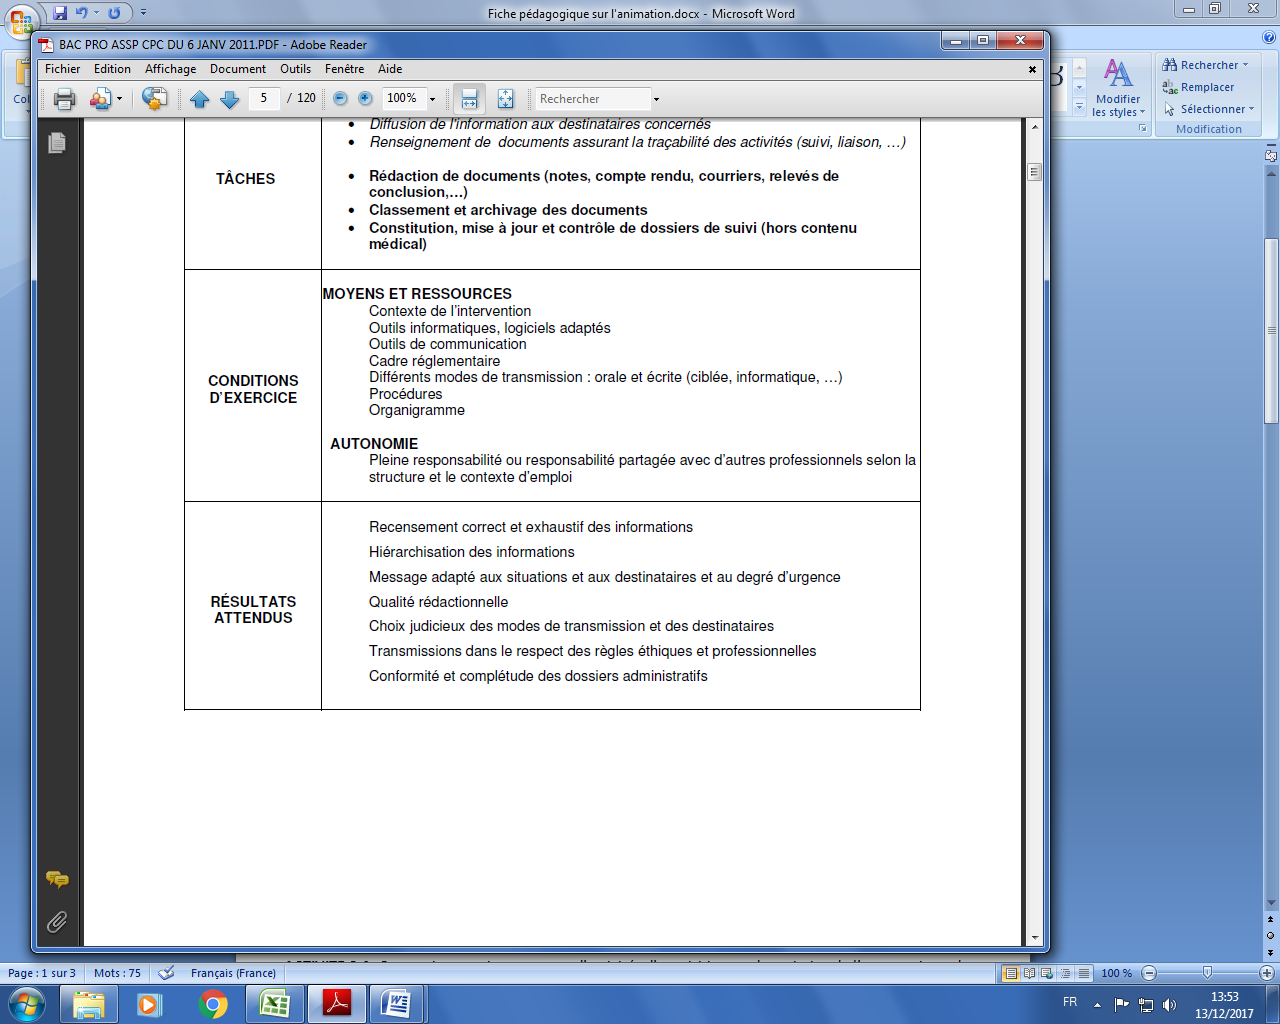 Fiche pédagogique sur l'animation.docx - Microsoft Word
BAC PRO ASSP CPC DU 6 JANV 2011.PDF - Adobe Reader
Fichier Edition Affichage Document Outils Fenêtre Aide
5 / 120 100% Rechercher
Rechercher
Remplacer
Sélectionner
Modifier
les styles
Modification
• Diffusion de l'information aux destinataires concernés
• Renseignement de documents assurant la traçabilité des activités (suivi, liaison, …)
TÂCHES
• Rédaction de documents (notes, compte rendu, courriers, relevés de
conclusion,…)
• Classement et archivage des documents
• Constitution, mise à jour et contrôle de dossiers de suivi (hors contenu
médical)
CONDITIONS
D'EXERCICE
MOYENS ET RESSOURCES
Contexte de l'intervention
Outils informatiques, logiciels adaptés
Outils de communication
Cadre réglementaire
Différents modes de transmission : orale et écrite (ciblée, informatique, …)
Procédures
Organigramme
AUTONOMIE
Pleine responsabilité ou responsabilité partagée avec d'autres professionnels selon la
structure et le contexte d'emploi
RÉSULTATS
ATTENDUS
Recensement correct et exhaustif des informations
Hiérarchisation des informations
Message adapté aux situations et aux destinataires et au degré d'urgence
Qualité rédactionnelle
Choix judicieux des modes de transmission et des destinataires
Transmissions dans le respect des règles éthiques et professionnelles
Conformité et complétude des dossiers administratifs
Page : 1 sur 3 Mots : 75 Français (France) 100 %
FR 13:53
13/12/2017